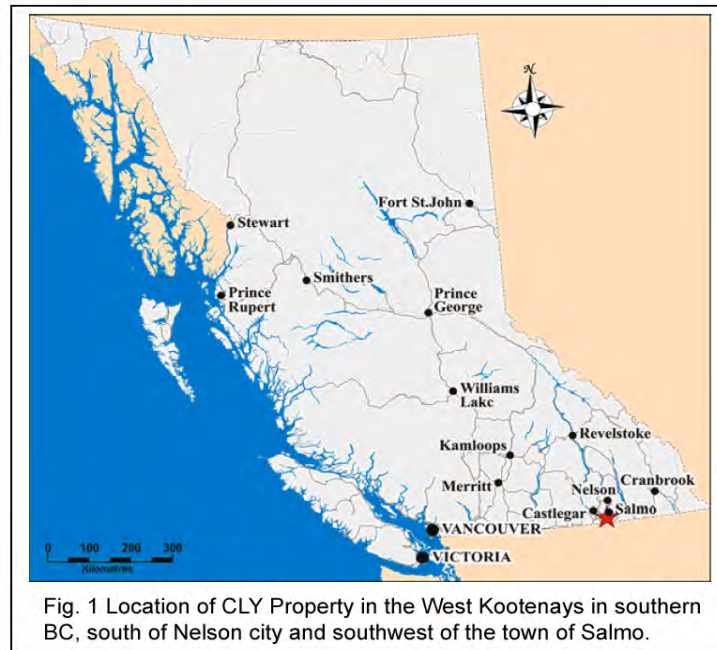 N
Fort St.John
Stewart
Smithers
Prince
Rupert
Prince
George
Williams
Lake
Revelstoke
Kamloops
Cranbrook
Merritt
Nelson
Castlegar
Salmo
VANCOUVER
VICTORIA
0 100 200 300
Kilometres
Fig. 1 Location of CLY Property in the West Kootenays in southern
BC, south of Nelson city and southwest of the town of Salmo.